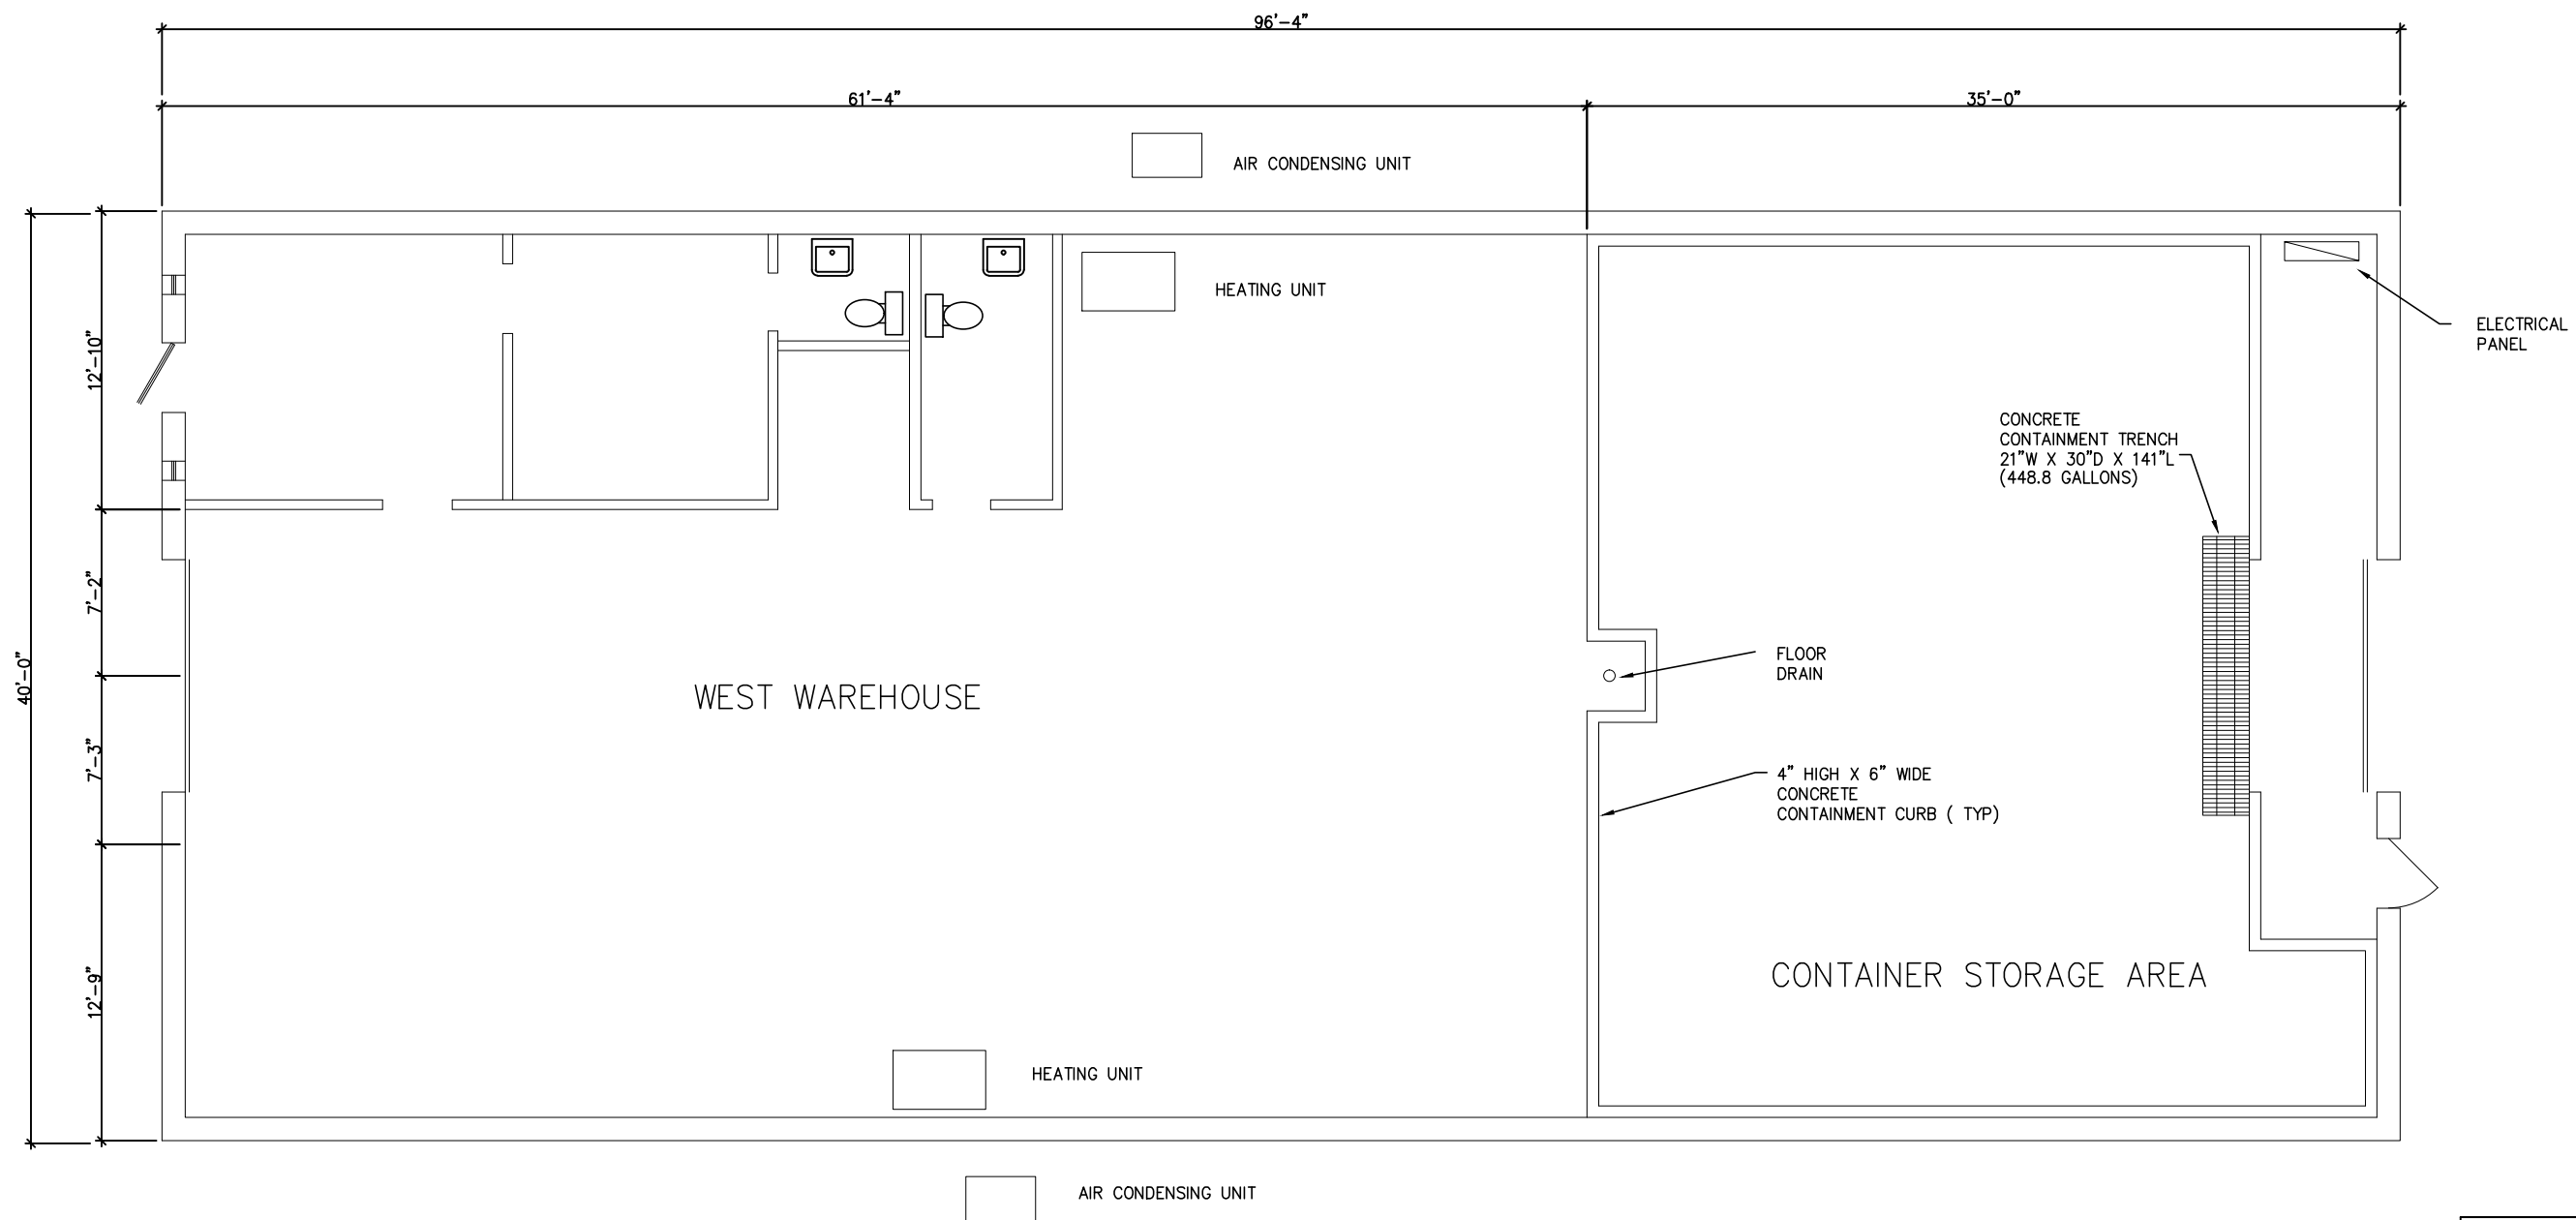 96'-4"
61'-4"
35'-0"
AIR CONDENSING UNIT
HEATING UNIT
ELECTRICAL
PANEL
12'-10"
CONCRETE
CONTAINMENT TRENCH
21"W X 30"D X 141"L
(448.8 GALLONS)
7'-2"
40'-0"
FLOOR
DRAIN
WEST WAREHOUSE
7'-3"
4" HIGH X 6" WIDE
CONCRETE
CONTAINMENT CURB ( TYP)
12'-9"
CONTAINER STORAGE AREA
HEATING UNIT
AIR CONDENSING UNIT